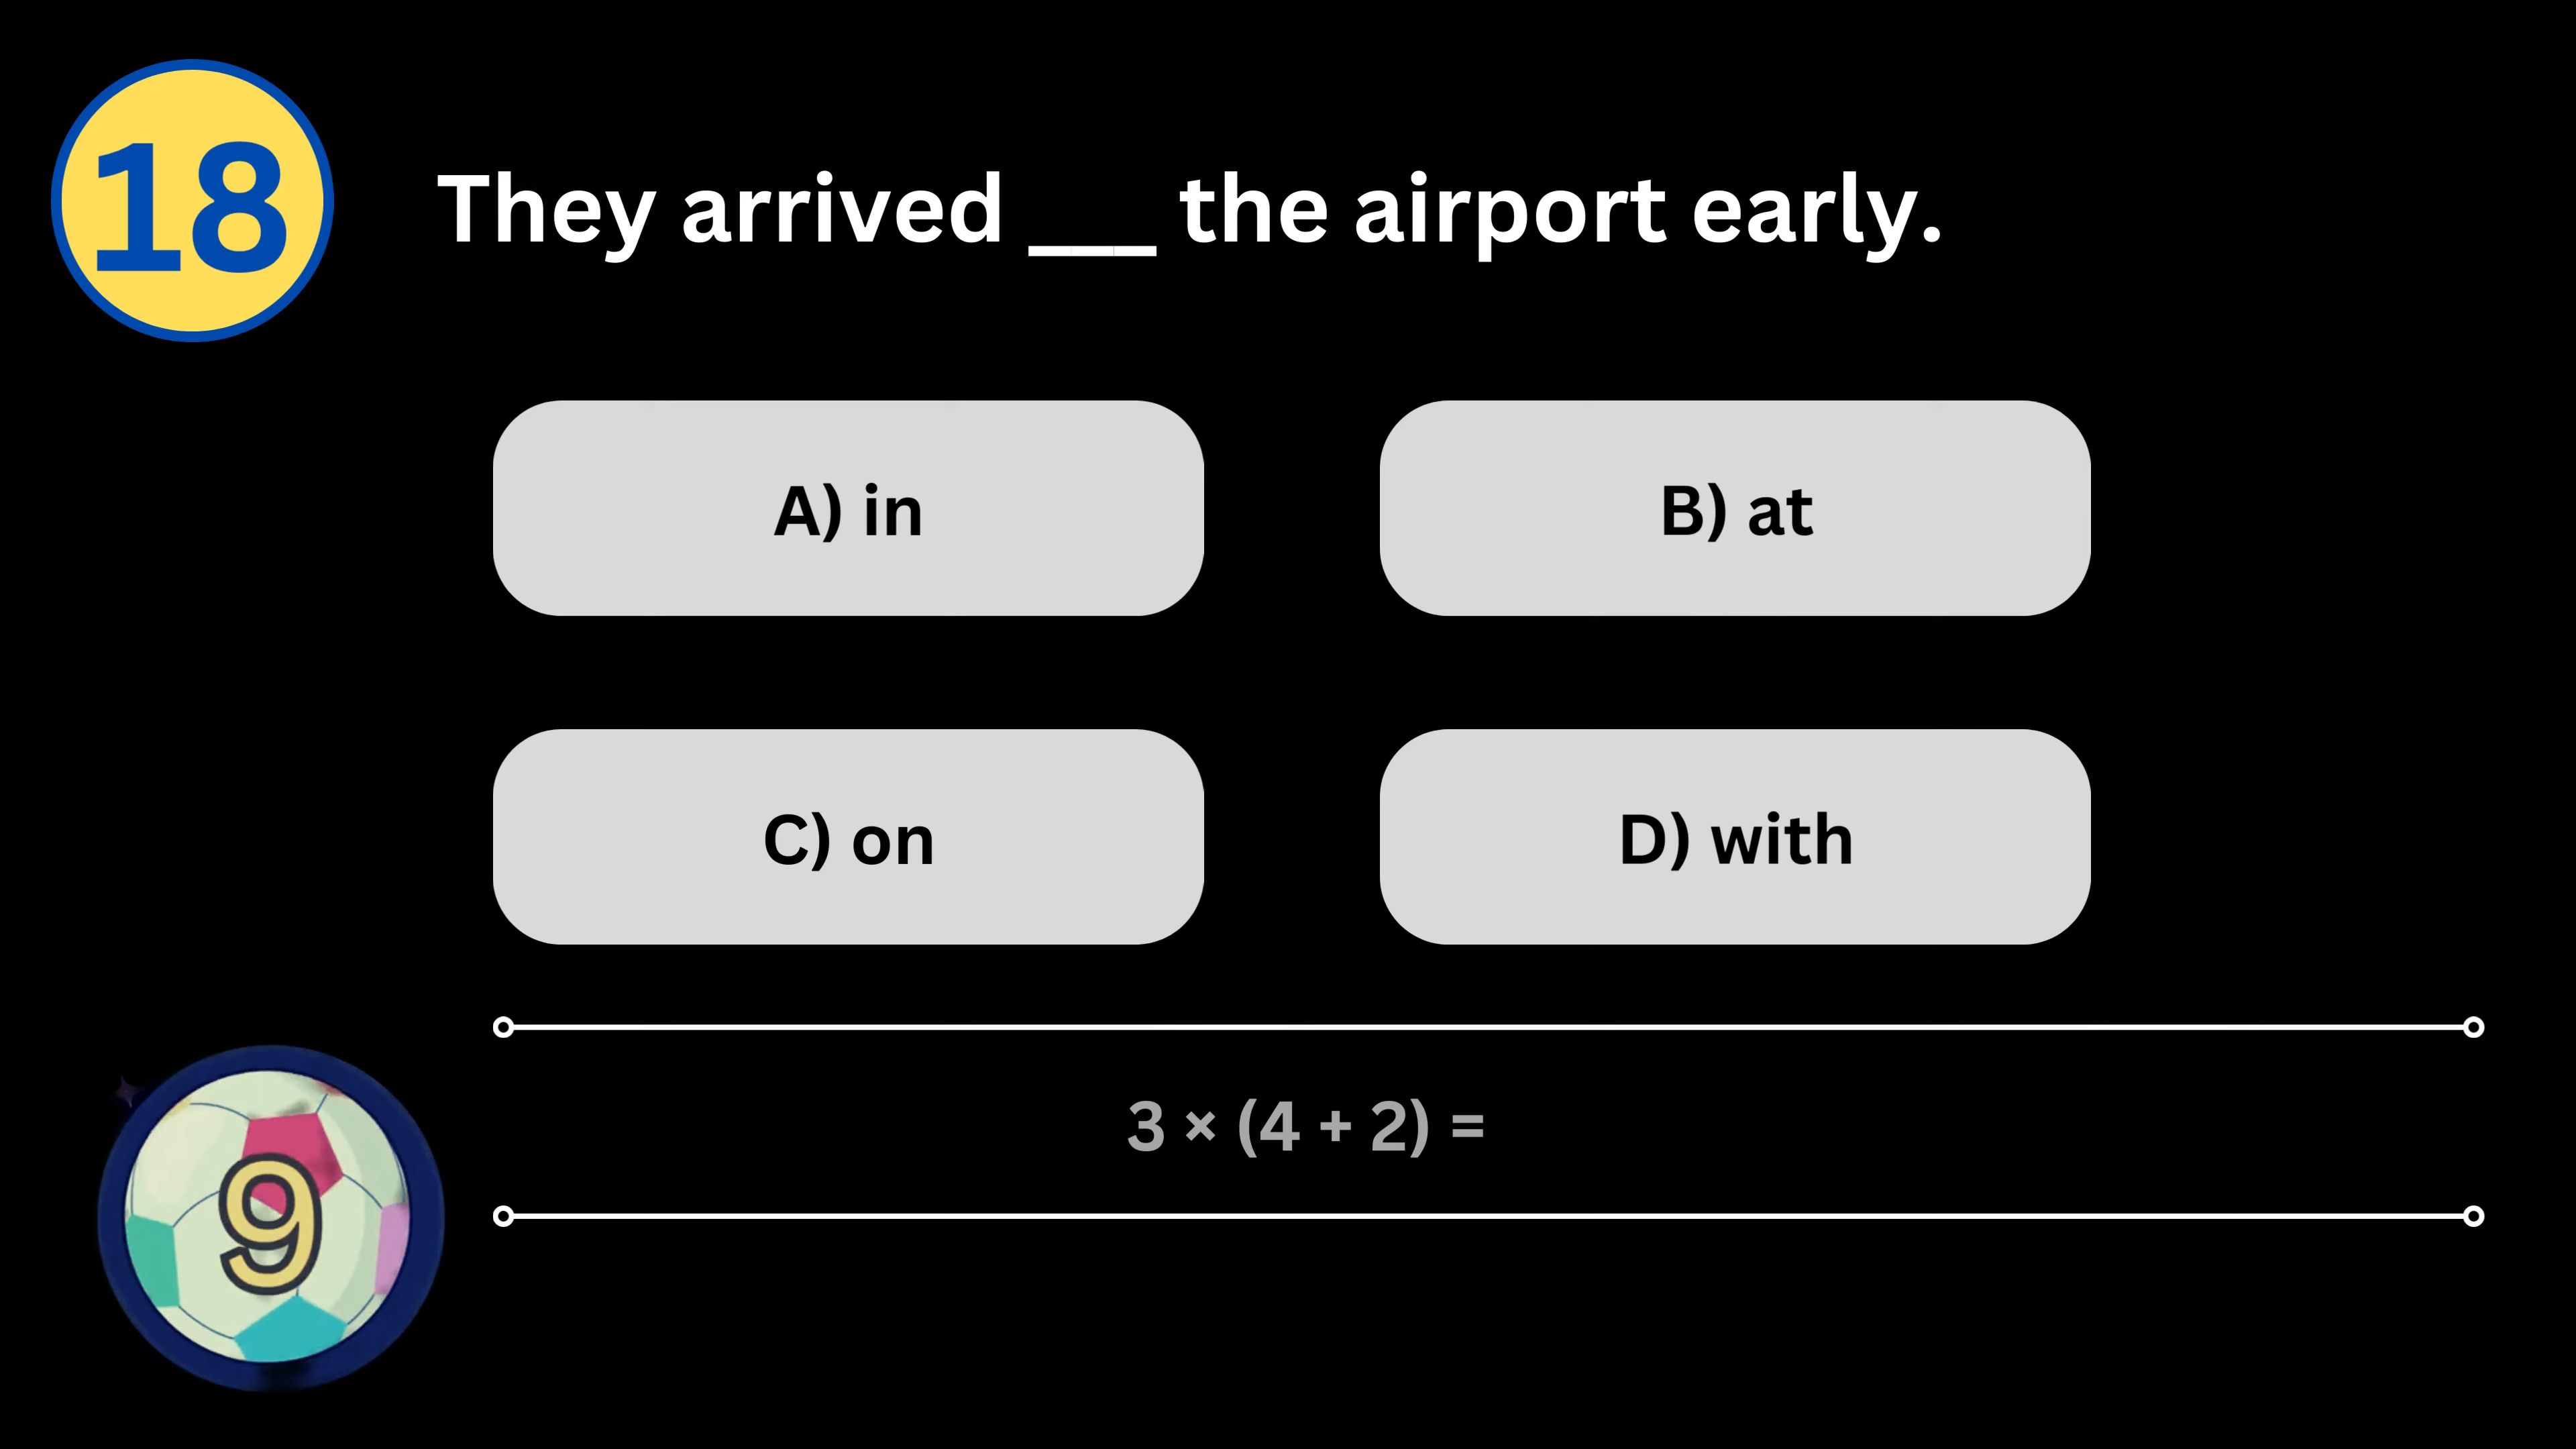 18
They arrived ___ the airport early.
A) in
B) at
C) on
D) with
3 × (4 + 2) =
9